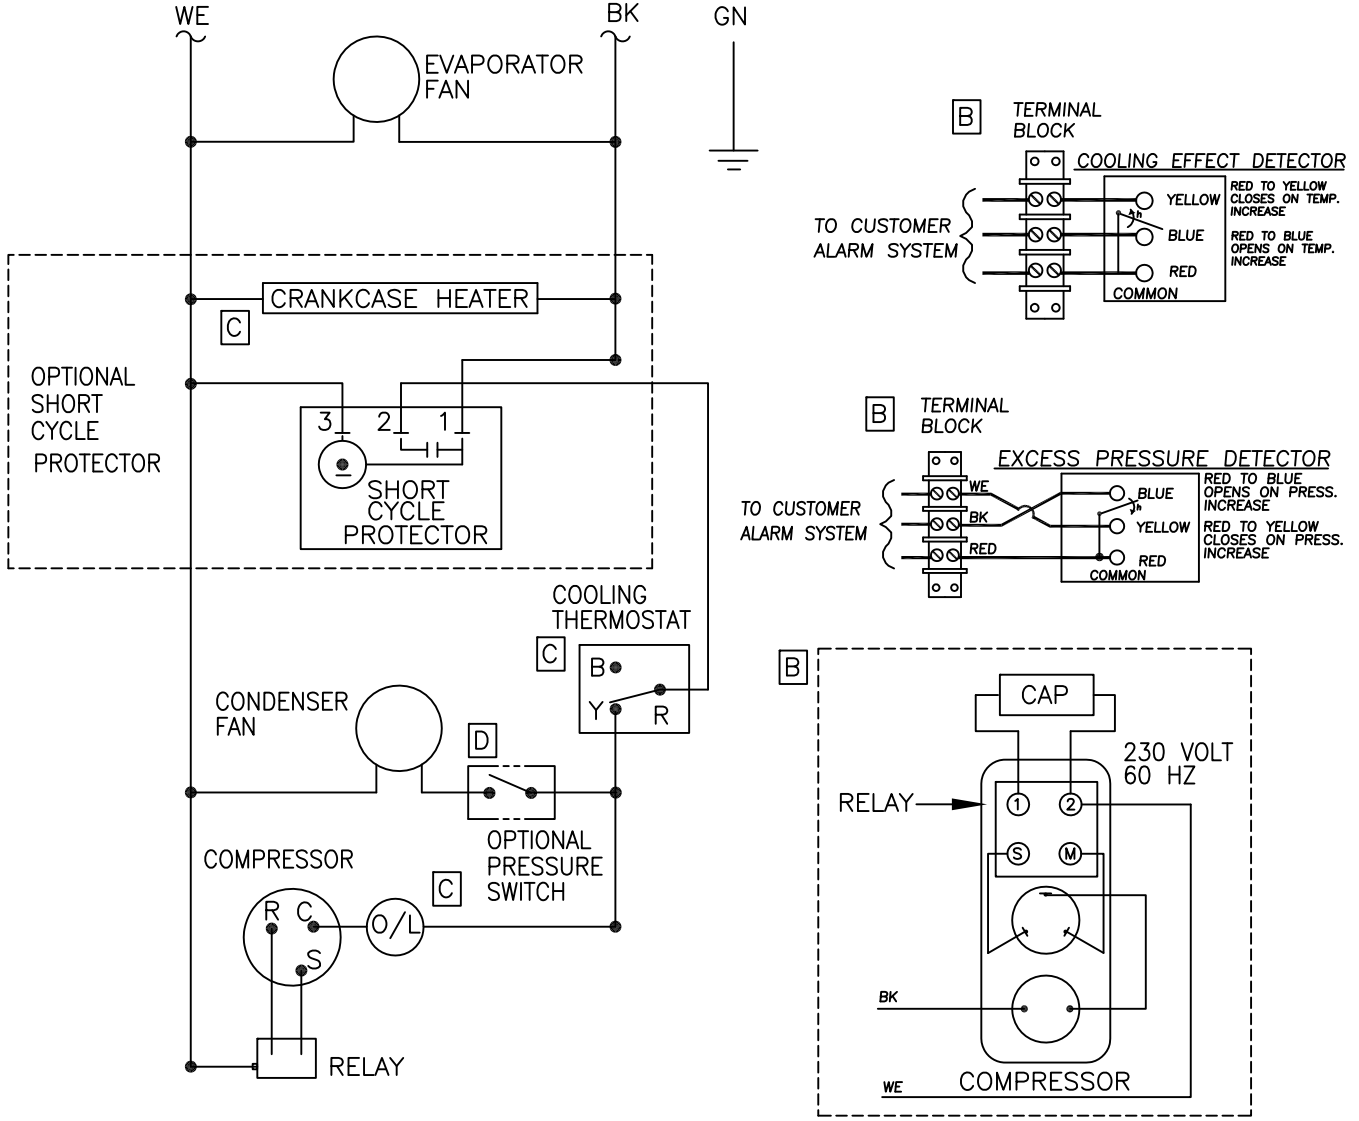 WE
BK
GN
EVAPORATOR
FAN
CRANKCASE HEATER
C
OPTIONAL
SHORT
CYCLE
PROTECTOR
3 2 1
SHORT
CYCLE
PROTECTOR
COOLING
THERMOSTAT
C
B
Y
R
CONDENSER
FAN
D
OPTIONAL
PRESSURE
SWITCH
COMPRESSOR
C
R C
S
O/L
RELAY
B
TERMINAL
BLOCK
COOLING EFFECT DETECTOR
TO CUSTOMER
ALARM SYSTEM
YELLOW
BLUE
RED
COMMON
RED TO YELLOW
CLOSES ON TEMP.
INCREASE
RED TO BLUE
OPENS ON TEMP.
INCREASE
B
TERMINAL
BLOCK
EXCESS PRESSURE DETECTOR
TO CUSTOMER
ALARM SYSTEM
WE
BK
RED
BLUE
YELLOW
RED
COMMON
RED TO BLUE
OPENS ON PRESS.
INCREASE
RED TO YELLOW
CLOSES ON PRESS.
INCREASE
B
CAP
230 VOLT
60 HZ
RELAY
1 2
S M
BK
COMPRESSOR
WE